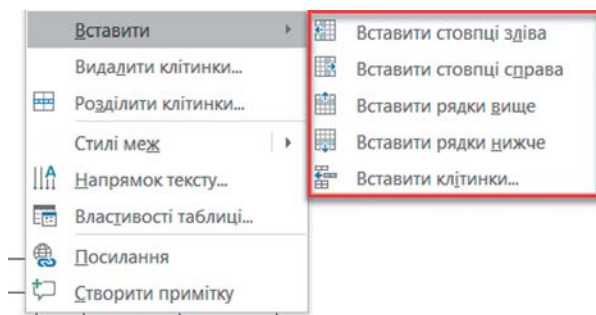 Вставити
Видалити клітинки...
Розділити клітинки...
Стилі меж
Напрямок тексту...
Властивості таблиці...
Посилання
Створити примітку
Вставити стовпці зліва
Вставити стовпці справа
Вставити рядки вище
Вставити рядки нижче
Вставити клітинки...